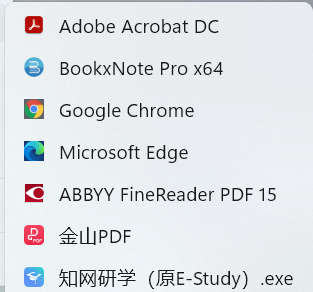 Adobe Acrobat DC
BookxNote Pro x64
Google Chrome
Microsoft Edge
ABBYY FineReader PDF 15
金山PDF
知网研学（原E-Study）.exe